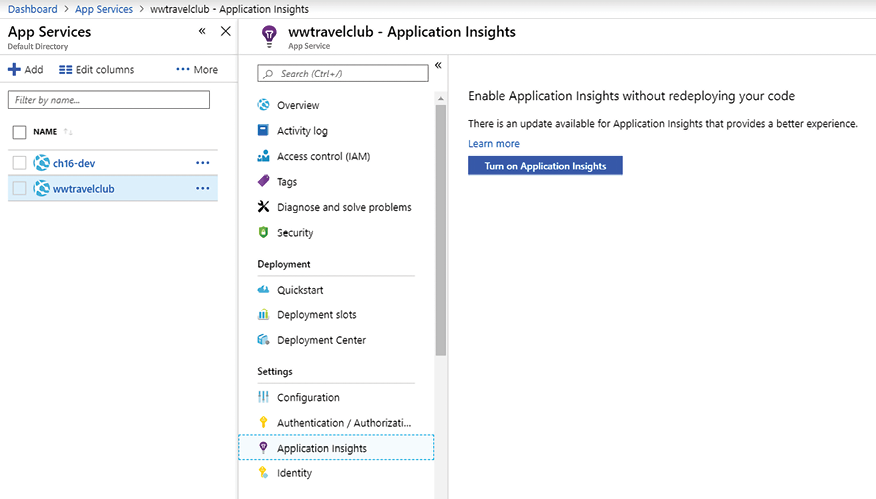 Dashboard > App Services > wwtravelclub - Application Insights
App Services
Default Directory
« ×
+ Add Edit columns ··· More
Filter by name...
NAME ↑↓
ch16-dev ···
wwtravelclub ···
wwtravelclub - Application Insights
App Service
Search (Ctrl+/)
«
Overview
Activity log
Access control (IAM)
Tags
Diagnose and solve problems
Security
Deployment
Quickstart
Deployment slots
Deployment Center
Settings
Configuration
Authentication / Authorizati...
Application Insights
Identity
Enable Application Insights without redeploying your code
There is an update available for Application Insights that provides a better experience.
Learn more
Turn on Application Insights